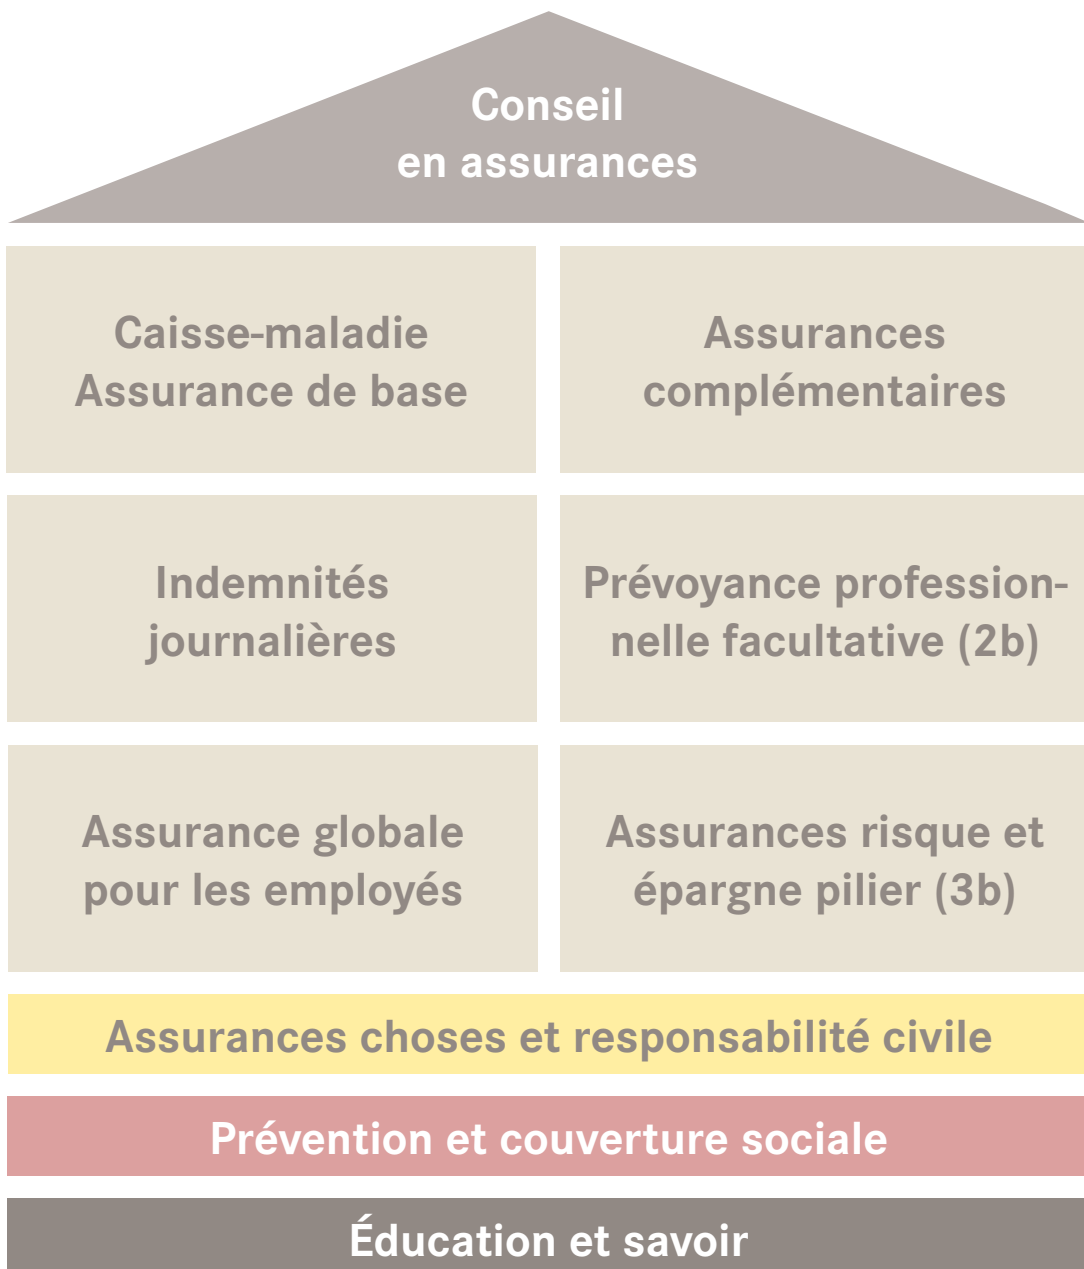 Conseil
en assurances
Caisse-maladie
Assurance de base
Assurances
complémentaires
Indemnités
journalières
Prévoyance profession-
nelle facultative (2b)
Assurance globale
pour les employés
Assurances risque et
épargne pilier (3b)
Assurances choses et responsabilité civile
Prévention et couverture sociale
Éducation et savoir